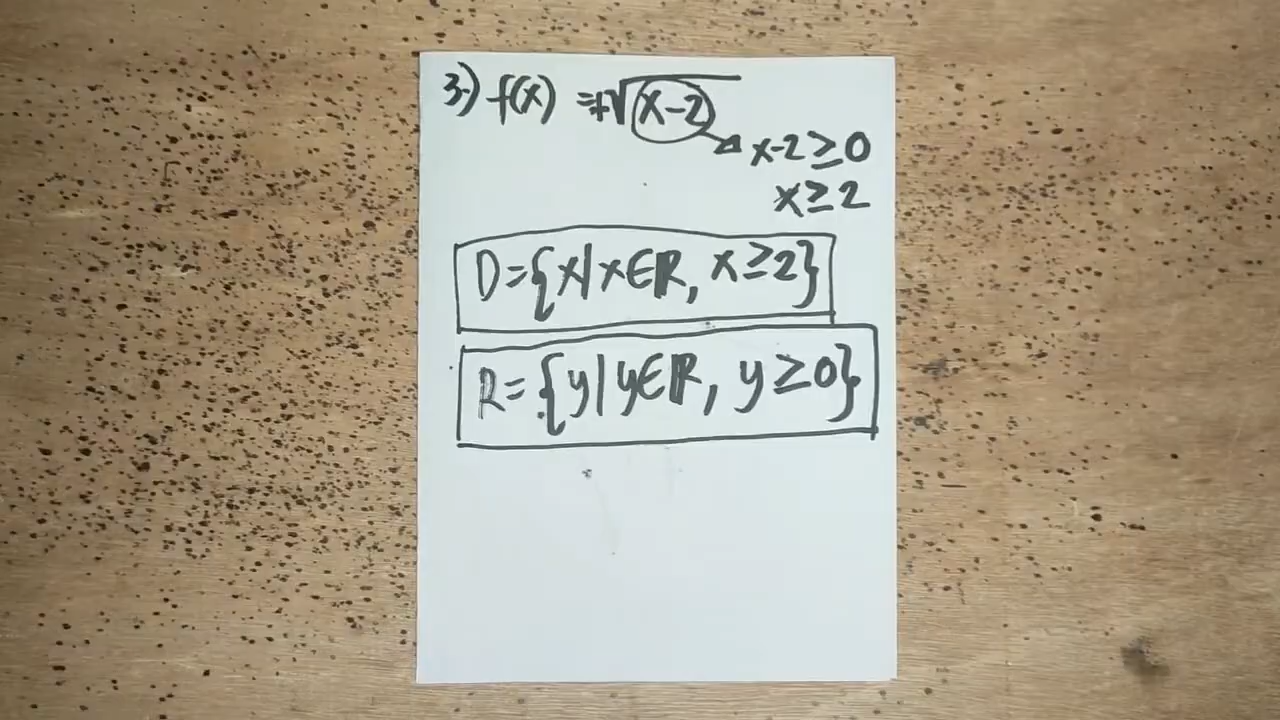 3.) f(x) = +√x-2
x-2 ≥ 0
x ≥ 2
D = {x | x ∈ ℝ, x ≥ 2}
R = {y | y ∈ ℝ, y ≥ 0}